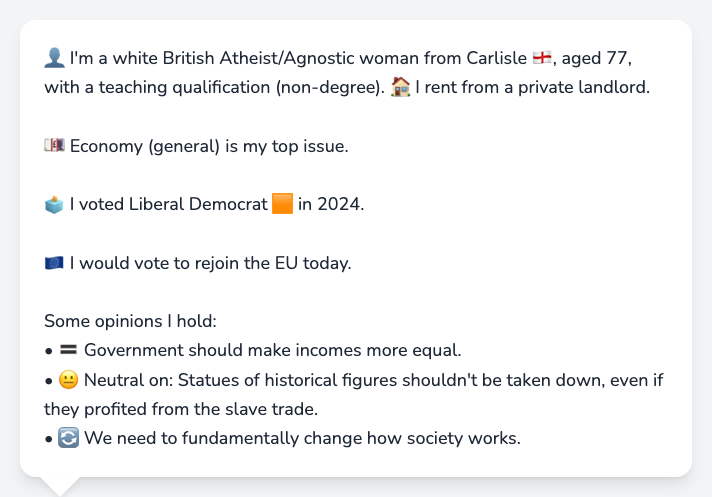 👤 I'm a white British Atheist/Agnostic woman from Carlisle 🏴󠁧󠁢󠁥󠁮󠁧󠁿, aged 77,
with a teaching qualification (non-degree). 🏠 I rent from a private landlord.
💷 Economy (general) is my top issue.
🗳️ I voted Liberal Democrat 🟧 in 2024.
🇪🇺 I would vote to rejoin the EU today.
Some opinions I hold:
• 🟰 Government should make incomes more equal.
• 😐 Neutral on: Statues of historical figures shouldn't be taken down, even if
they profited from the slave trade.
• 🔄 We need to fundamentally change how society works.